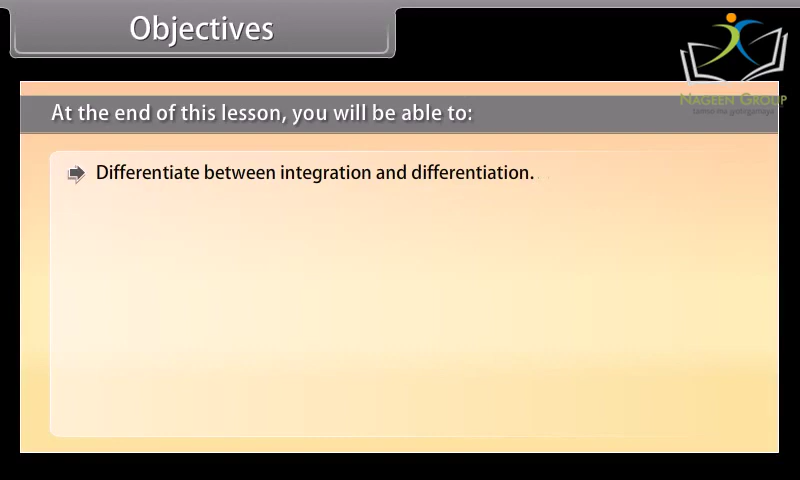 Objectives
NAGEEN GROUP
At the end of this lesson, you will be able to:
Differentiate between integration and differentiation.